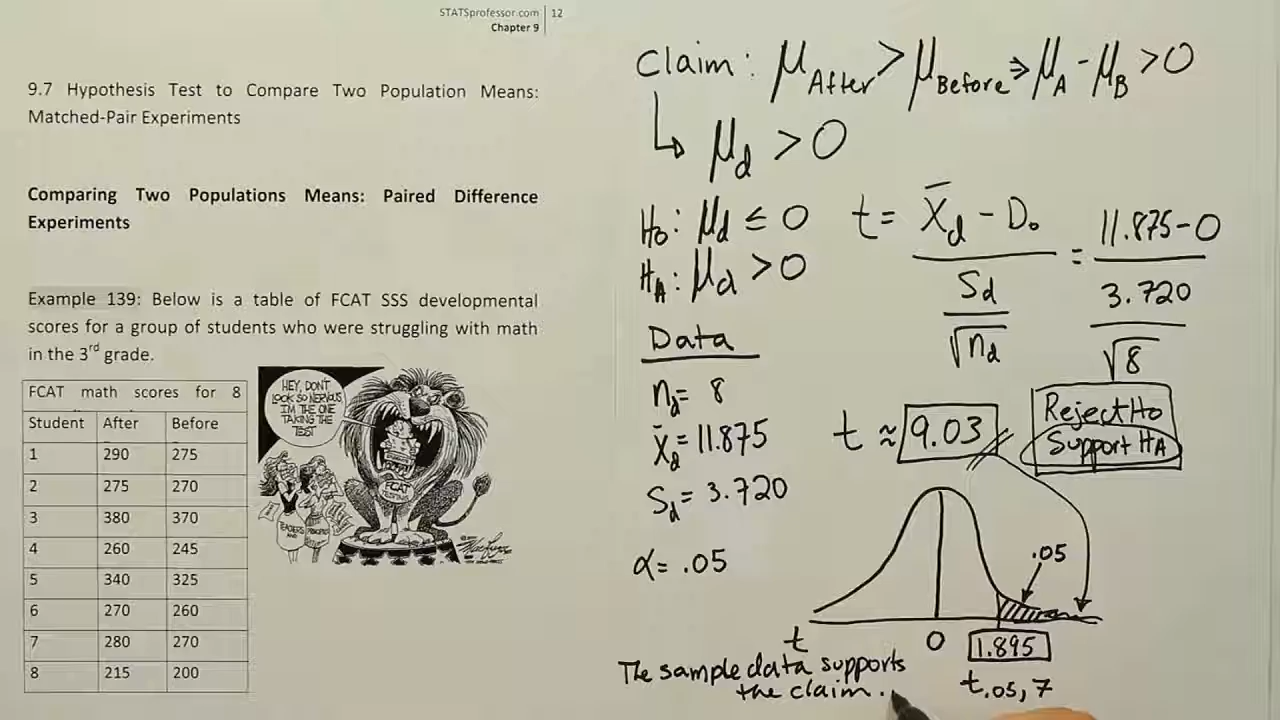 STATSprofessor.com 12
Chapter 9
9.7 Hypothesis Test to Compare Two Population Means:
Matched-Pair Experiments
Comparing Two Populations Means: Paired Difference
Experiments
Example 139: Below is a table of FCAT SSS developmental
scores for a group of students who were struggling with math
in the 3rd grade.
FCAT math scores for 8
Student After Before
1 290 275
2 275 270
3 380 370
4 260 245
5 340 325
6 270 260
7 280 270
8 215 200
HEY, DON'T
LOOK SO NERVOUS
I'M THE ONE
TAKING THE
TEST
FCAT
TEACHERS
Claim: μAfter > μBefore ⇒ μA - μB > 0
↳ μd > 0
H₀: μd ≤ 0
HA: μd > 0
t = x̄d - D₀ / Sd / √nd = 11.875 - 0 / 3.720 / √8
Data
nd = 8
x̄d = 11.875
Sd = 3.720
α = .05
t ≈ 9.03
Reject Ho
Support HA
.05
t 0 1.895
t.05, 7
The sample data supports
the claim.